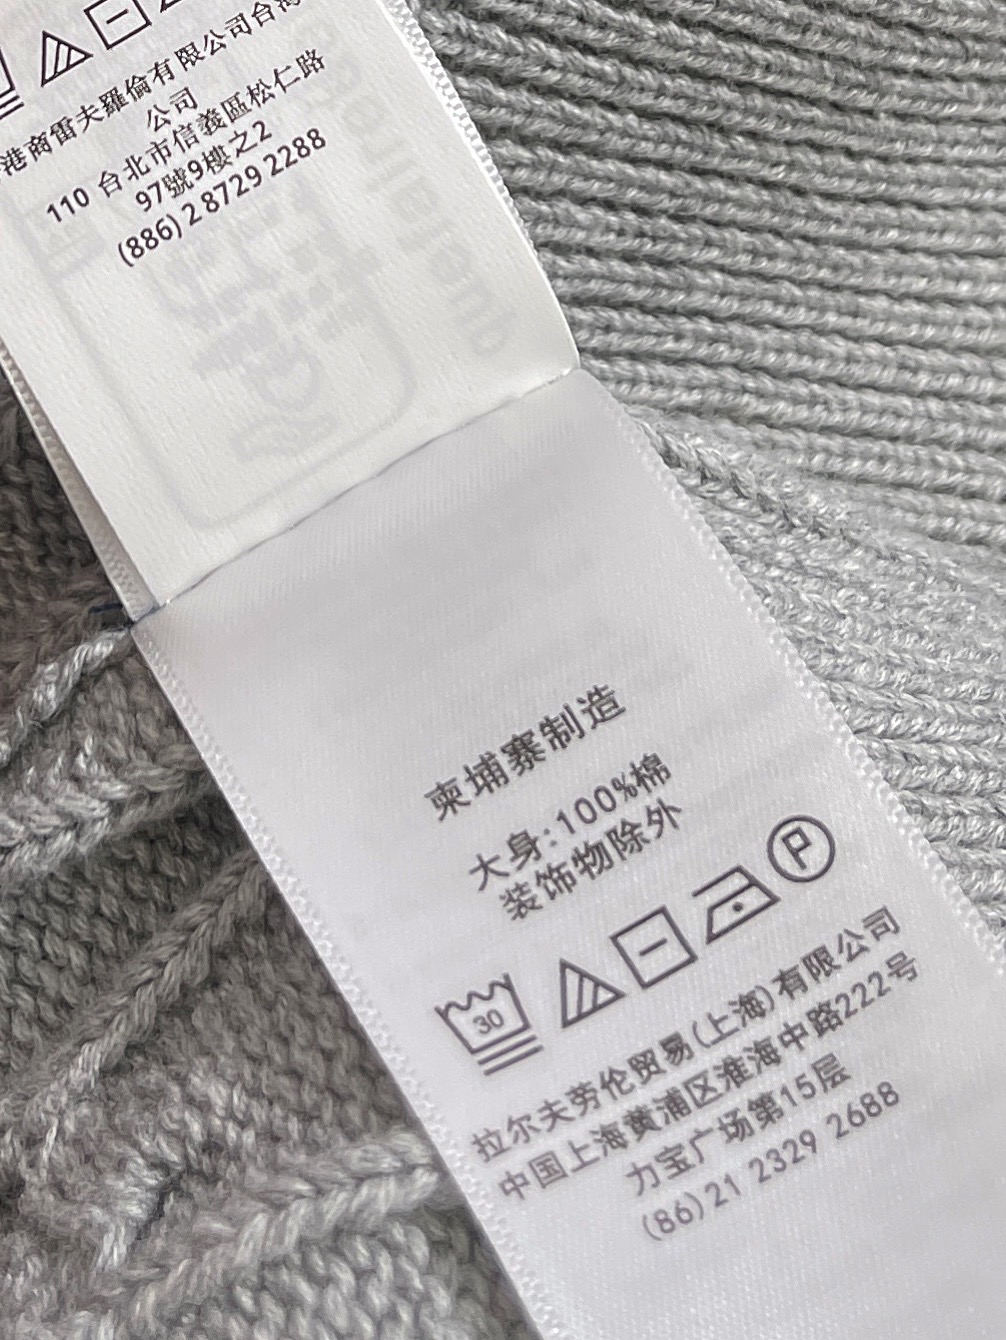 港商雷夫羅倫有限公司台灣
公司
110 台北市信義區松仁路
97號9樓之2
(886) 2 8729 2288
柬埔寨制造
大身:100%棉
装饰物除外
30
P
拉尔夫劳伦贸易(上海)有限公司
中国上海黄浦区淮海中路222号
力宝广场第15层
(86)21 2329 2688